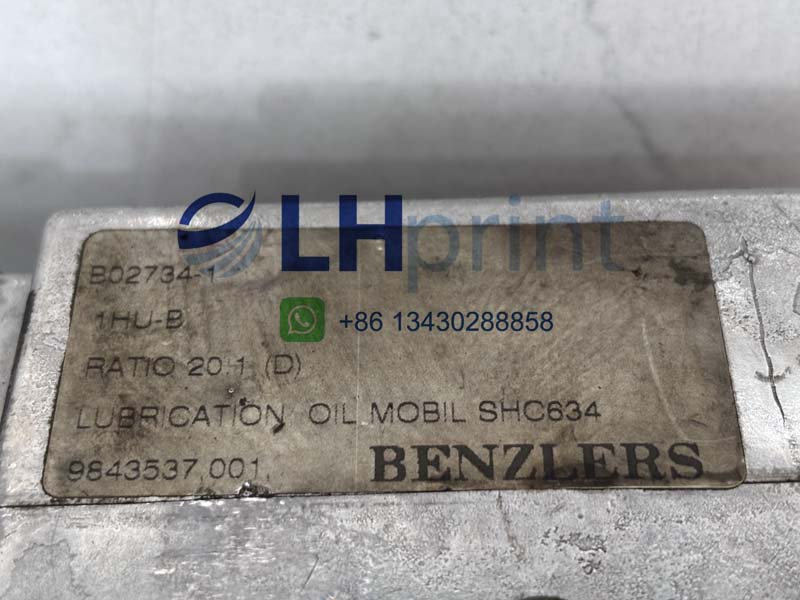 LHprint
B02734-1
1HU-B
+86 13430288858
RATIO 20:1 (D)
LUBRICATION OIL MOBIL SHC634
9843537 001
BENZLERS